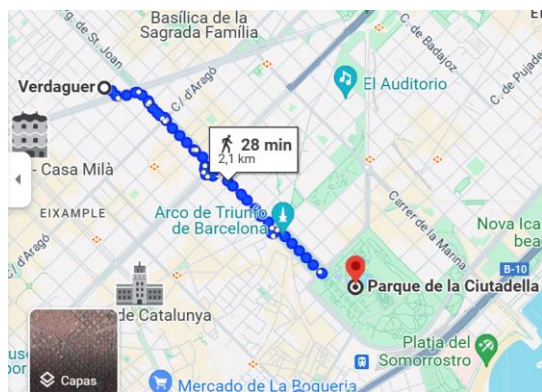 Basílica de la
Sagrada Família
C. de Badajoz
C. de Pujade
g. de St. Joan
Verdaguer
C/ d'Aragó
El Auditorio
28 min
2,1 km
- Casa Milà
EIXAMPLE
Arco de Triunfo
de Barcelona
Carrer de la Marina
Nova Ica
bea
C/ d'Aragó
B-10
Parque de la Ciutadella
de Catalunya
Platja del
Somorrostro
Capas
Mercado de La Boqueria